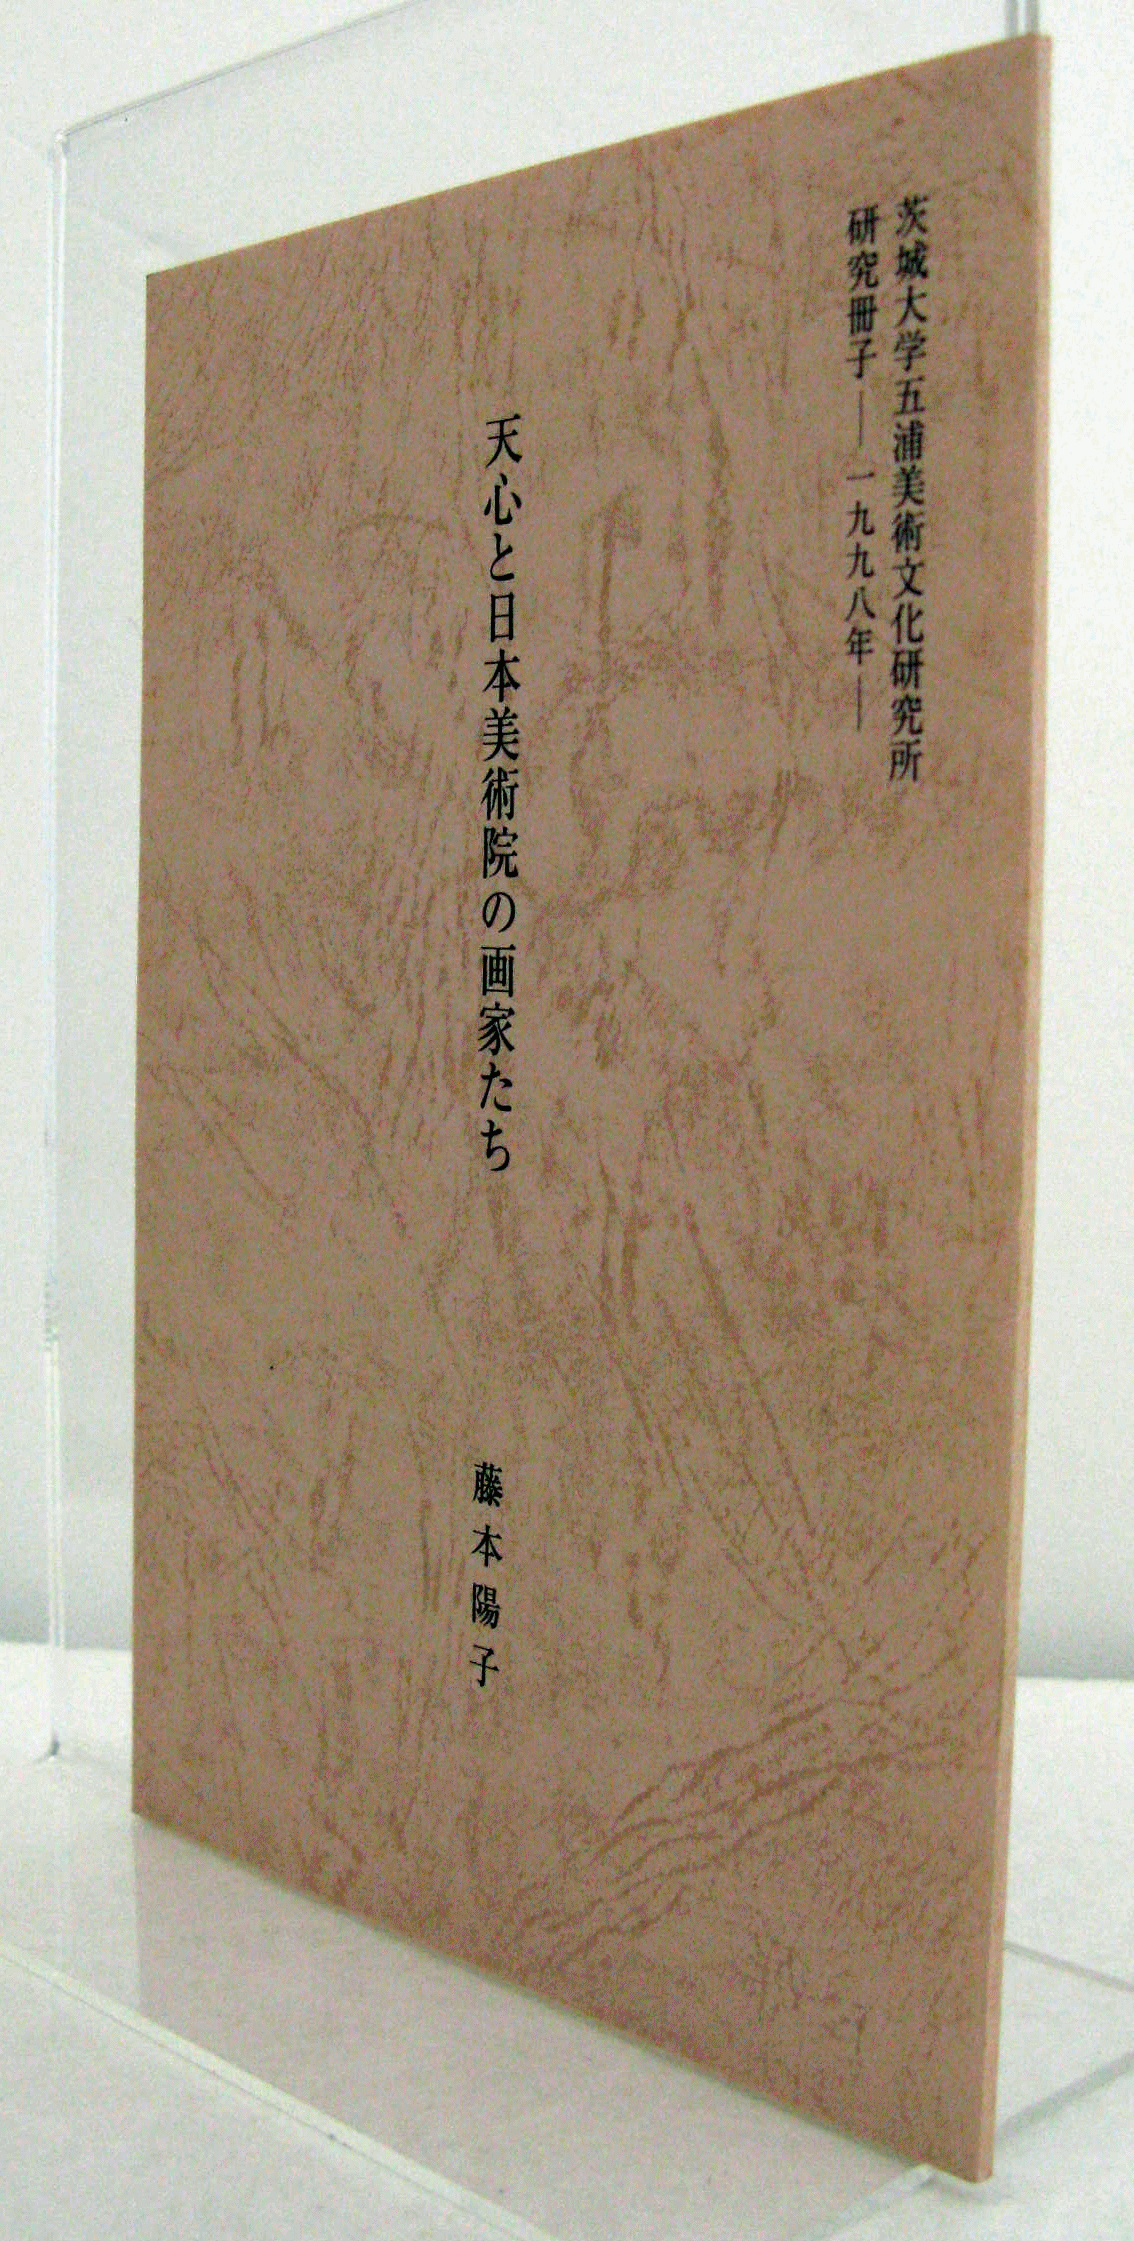 茨城大学五浦美術文化研究所
研究冊子――一九九八年――
天心と日本美術院の画家たち
藤本陽子